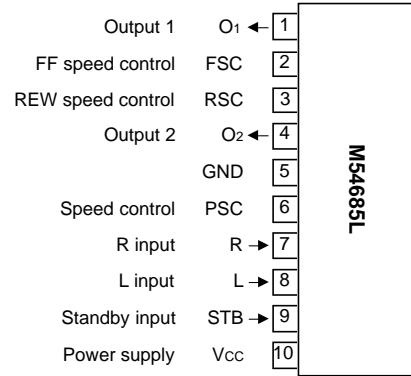 Output 1 O1 1
FF speed control FSC 2
REW speed control RSC 3
Output 2 O2 4
GND 5
Speed control PSC 6
R input R 7
L input L 8
Standby input STB 9
Power supply VCC 10
M54685L